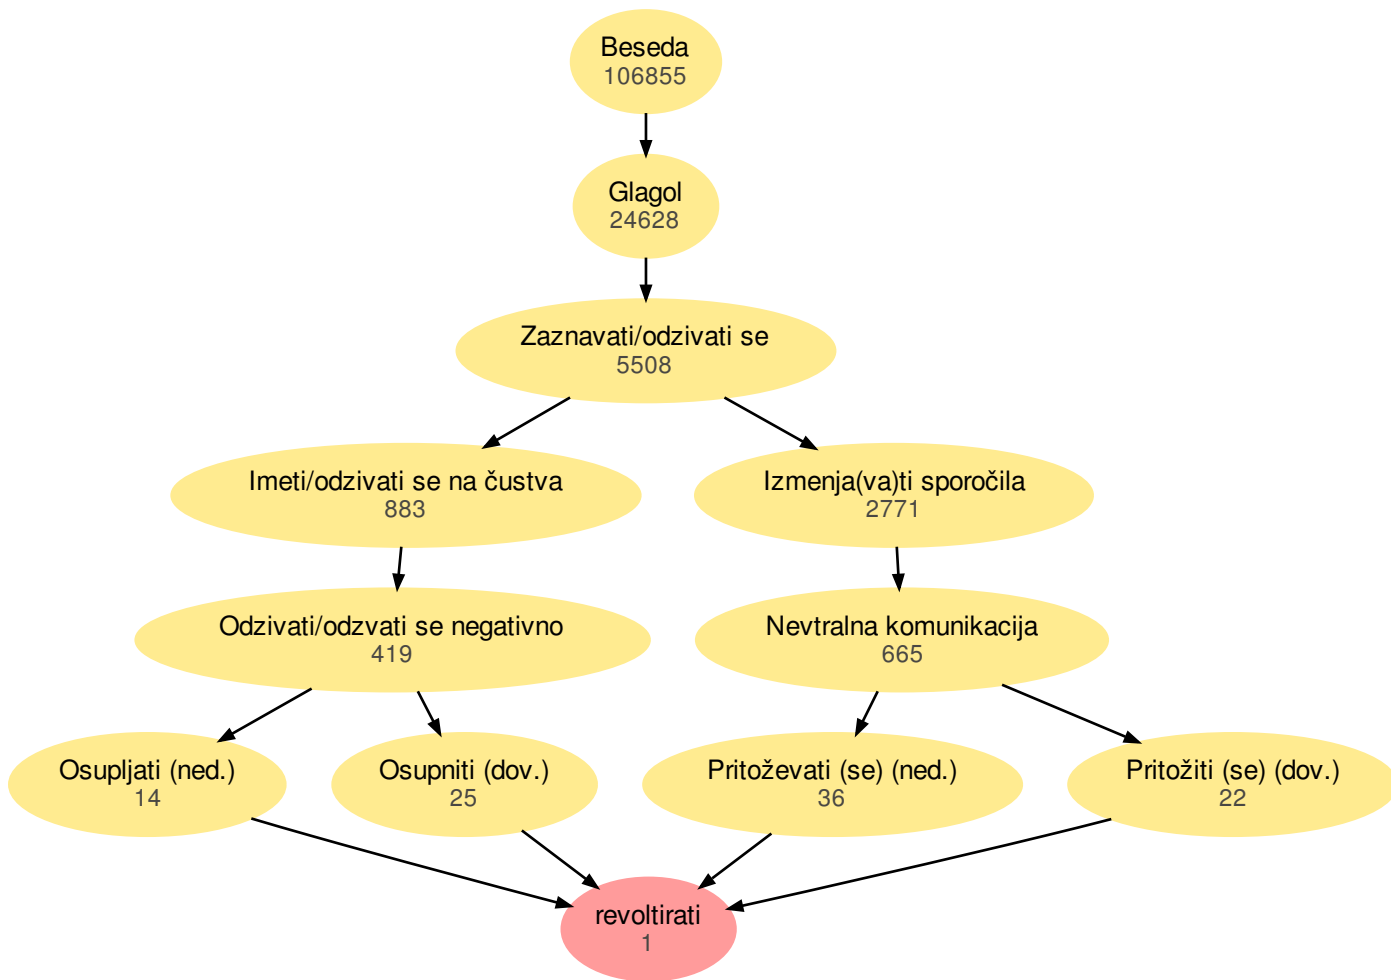 Beseda
106855
Glagol
24628
Zaznavati/odzivati se
5508
Imeti/odzivati se na čustva
883
Izmenja(va)ti sporočila
2771
Odzivati/odzvati se negativno
419
Nevtralna komunikacija
665
Osupljati (ned.)
14
Osupniti (dov.)
25
Pritoževati (se) (ned.)
36
Pritožiti (se) (dov.)
22
revoltirati
1